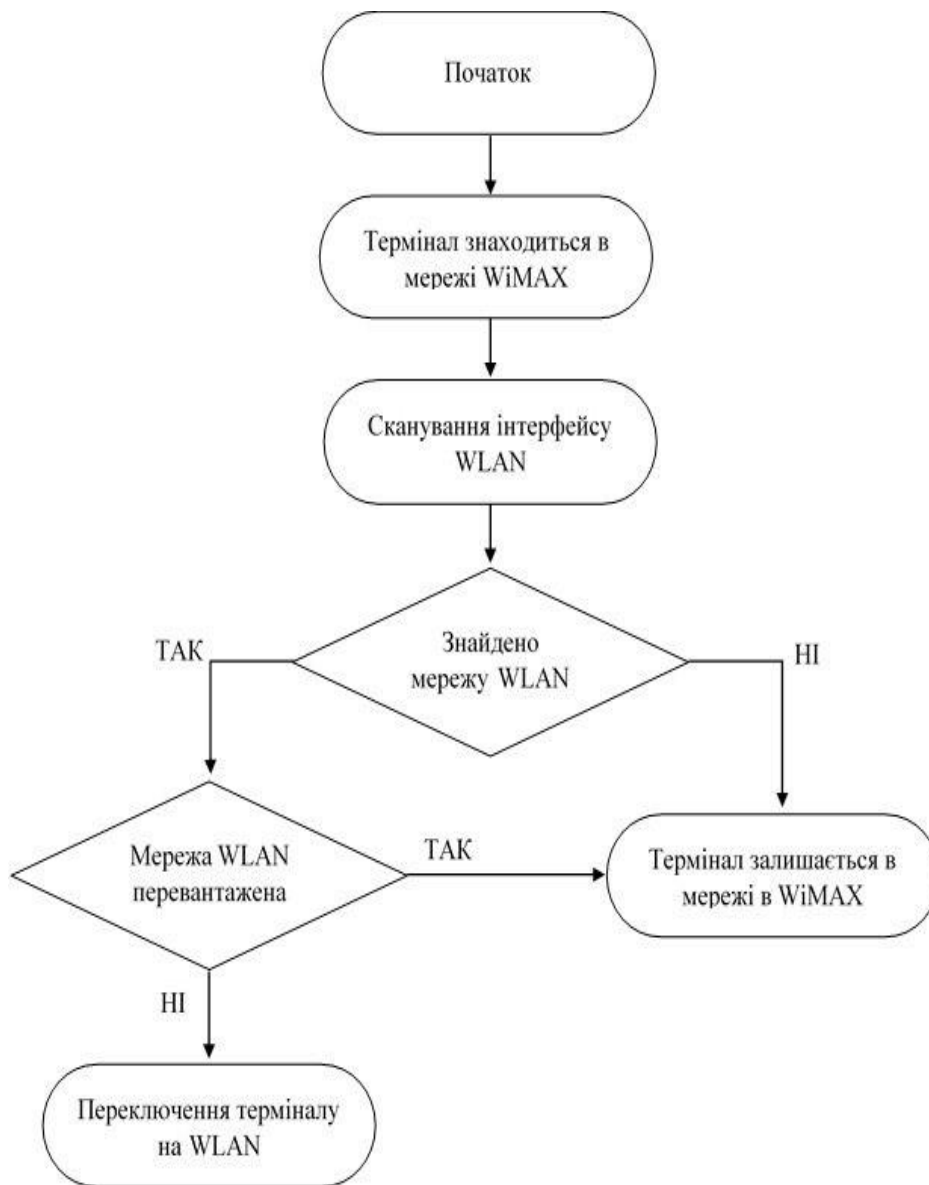 Початок
Термінал знаходиться в
мережі WiMAX
Сканування інтерфейсу
WLAN
Знайдено
мережу WLAN
ТАК
НІ
Мережа WLAN
перевантажена
ТАК
Термінал залишається в
мережі в WiMAX
НІ
Переключення терміналу
на WLAN